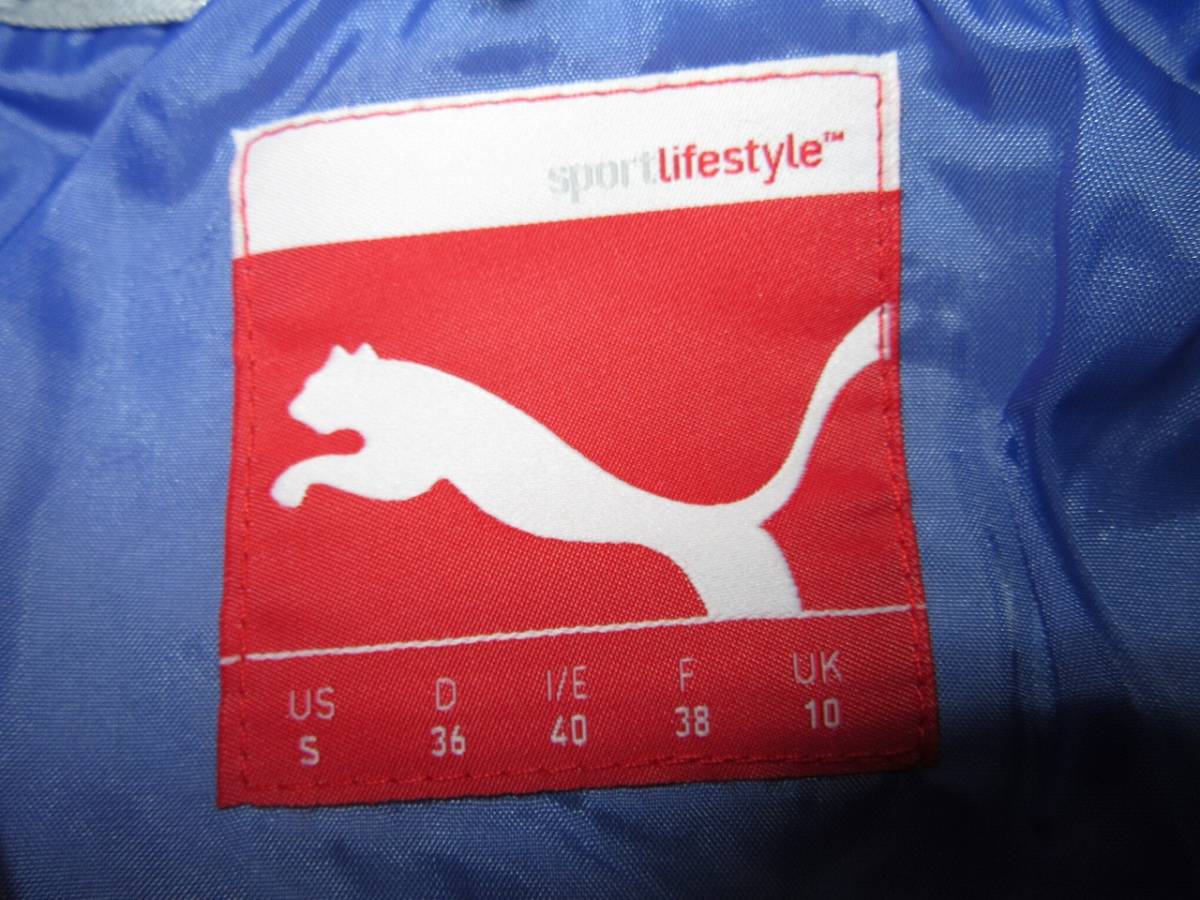 sportlifestyle™
US D I/E F UK
S 36 40 38 10